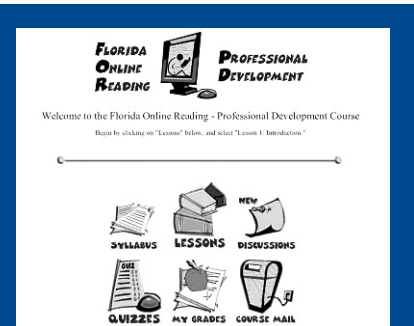 FLORIDA
ONLINE
READING
PROFESSIONAL
DEVELOPMENT
Welcome to the Florida Online Reading - Professional Development Course
Begin by clicking on "Lessons" below, and select "Lesson 1: Introduction."
SYLLABUS
LESSONS
NEW
DISCUSSIONS
QUIZ
QUIZZES
MY GRADES
COURSE MAIL